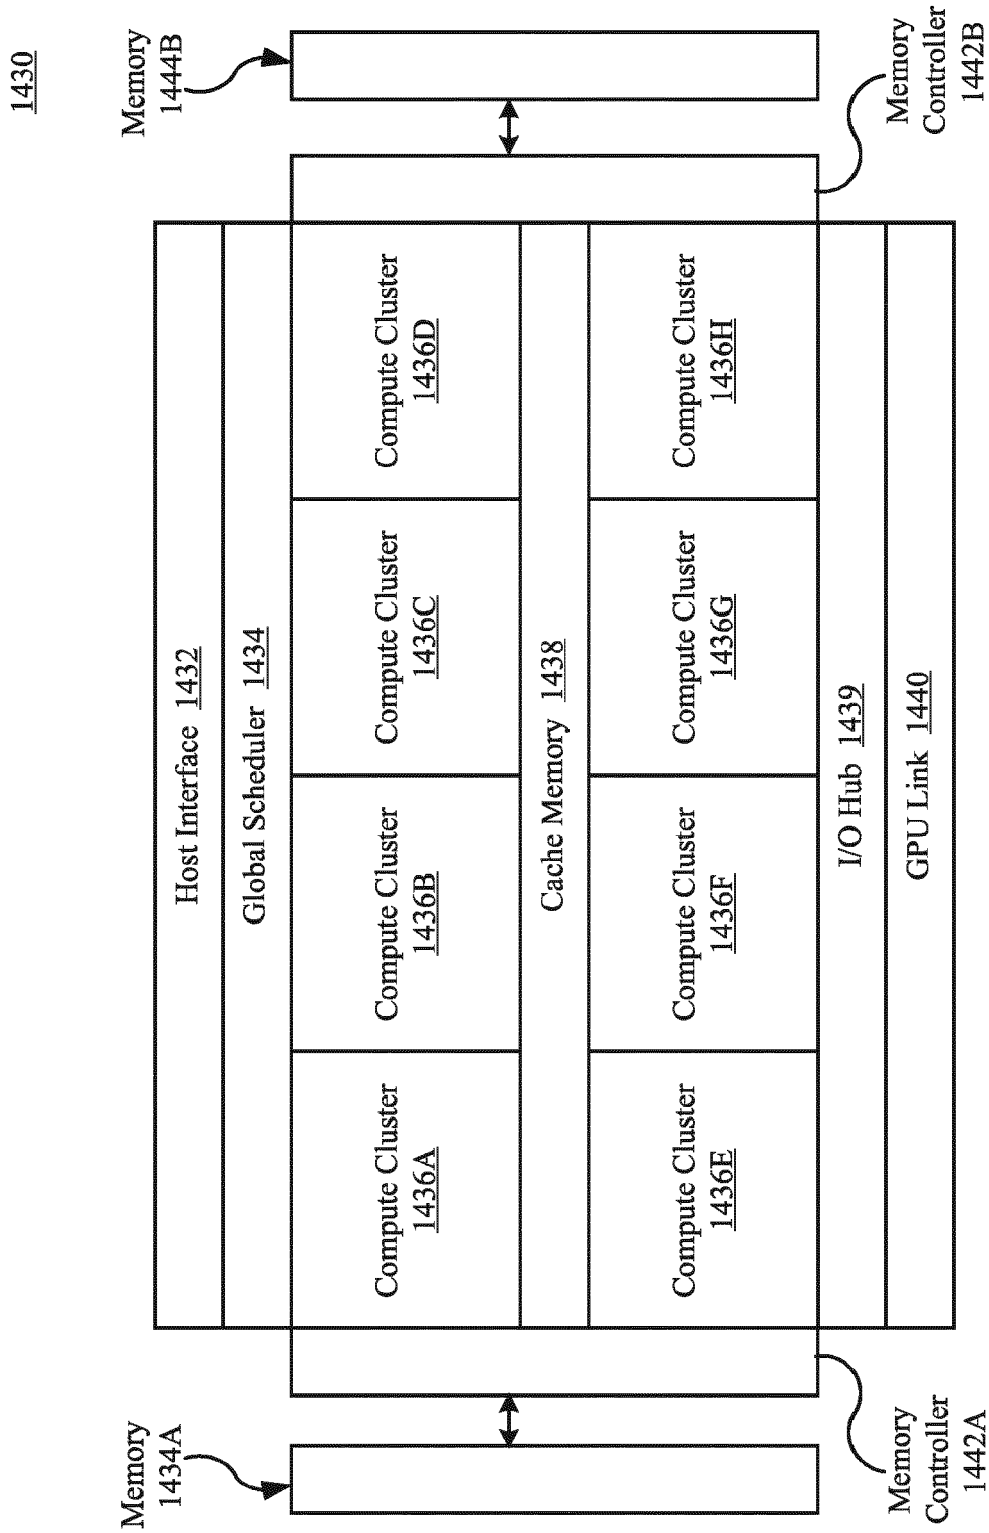 1430
Memory
1434A
Memory
1444B
Host Interface 1432
Global Scheduler 1434
Compute Cluster
1436A
Compute Cluster
1436B
Compute Cluster
1436C
Compute Cluster
1436D
Cache Memory 1438
Compute Cluster
1436E
Compute Cluster
1436F
Compute Cluster
1436G
Compute Cluster
1436H
I/O Hub 1439
GPU Link 1440
Memory
Controller
1442A
Memory
Controller
1442B